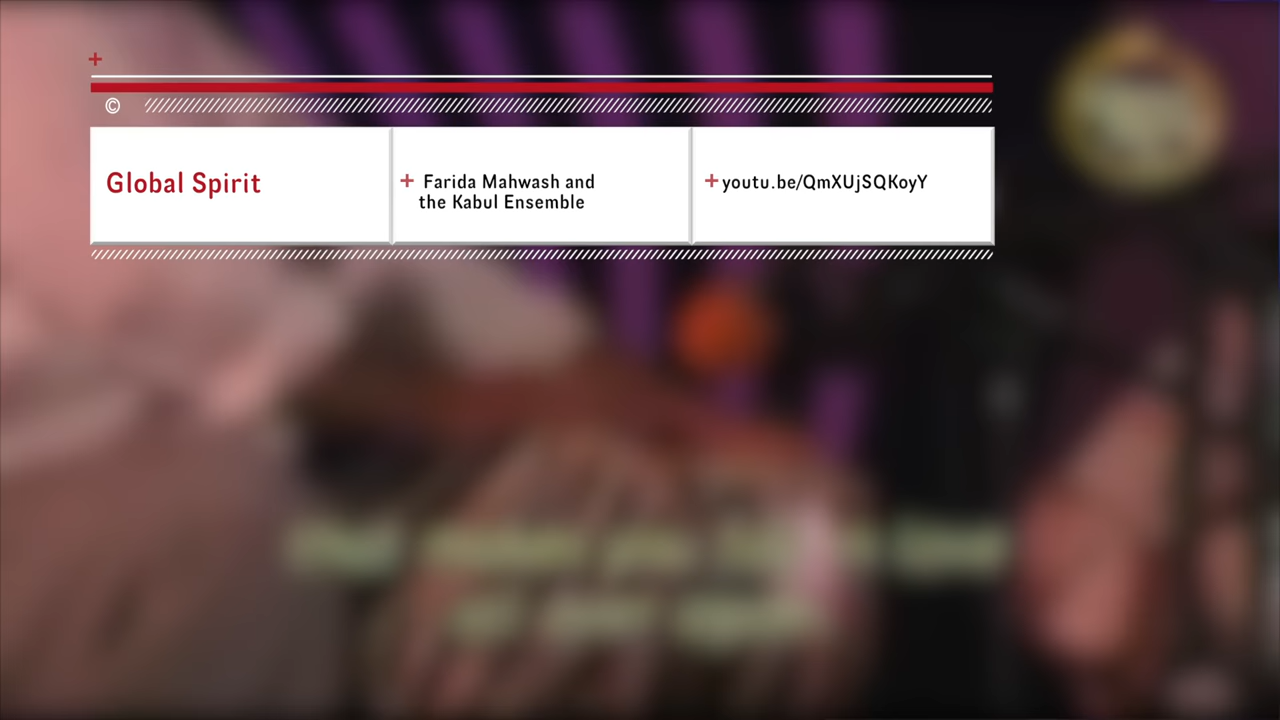 +
©
Global Spirit
+ Farida Mahwash and
the Kabul Ensemble
+ youtu.be/QmXUjSQKoyY